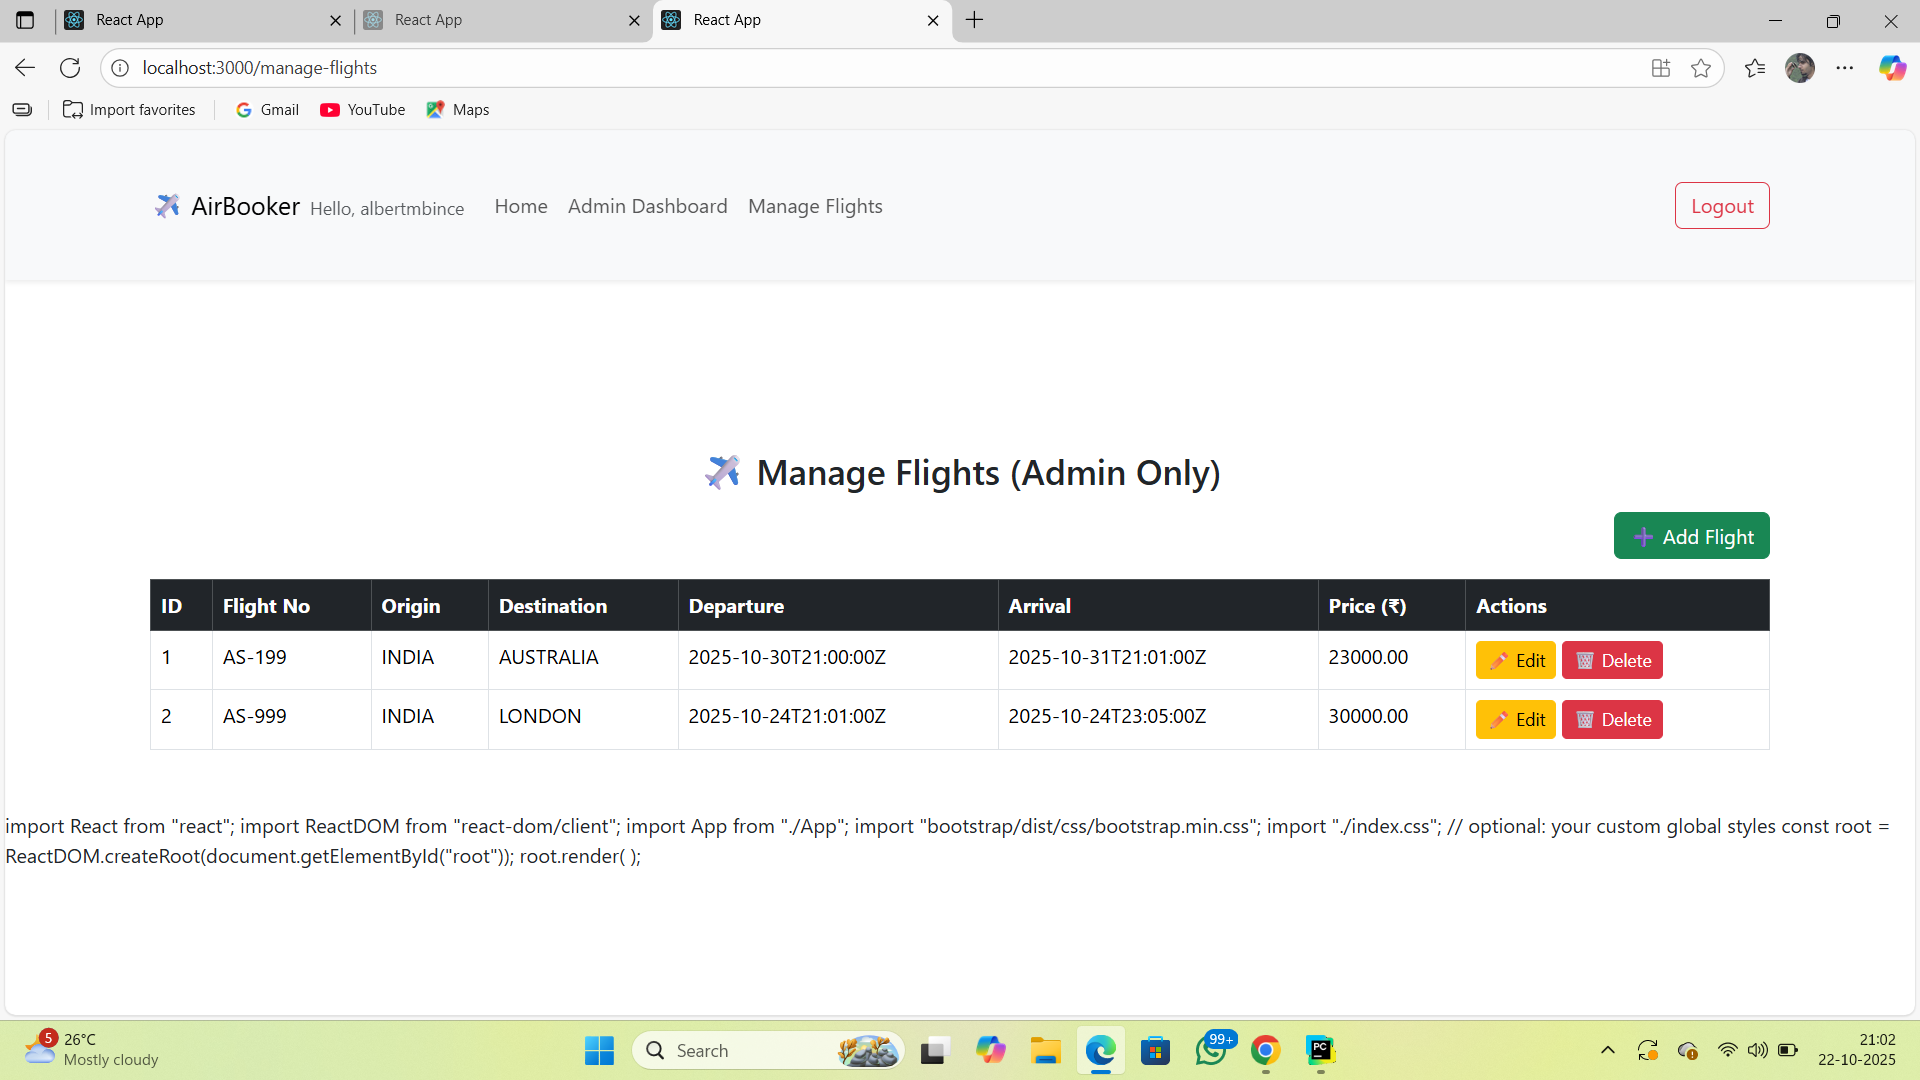 React App
React App
React App
localhost:3000/manage-flights
Import favorites
Gmail
YouTube
Maps
AirBooker Hello, albertmbince Home Admin Dashboard Manage Flights Logout
Manage Flights (Admin Only)
Add Flight
ID Flight No Origin Destination Departure Arrival Price (₹) Actions
1 AS-199 INDIA AUSTRALIA 2025-10-30T21:00:00Z 2025-10-31T21:01:00Z 23000.00 Edit Delete
2 AS-999 INDIA LONDON 2025-10-24T21:01:00Z 2025-10-24T23:05:00Z 30000.00 Edit Delete
import React from "react"; import ReactDOM from "react-dom/client"; import App from "./App"; import "bootstrap/dist/css/bootstrap.min.css"; import "./index.css"; // optional: your custom global styles const root =
ReactDOM.createRoot(document.getElementById("root")); root.render( );
5
26°C
Mostly cloudy
Search
99+
PC
21:02
22-10-2025